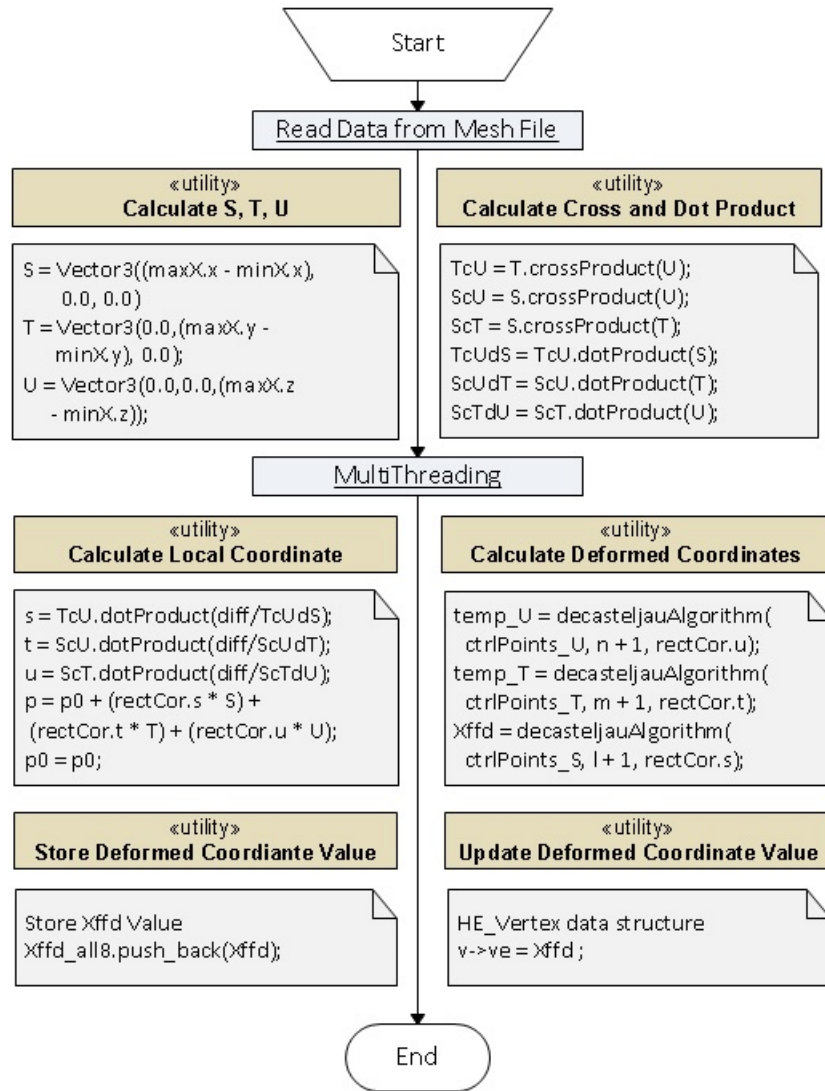 Start
Read Data from Mesh File
«utility»
Calculate S, T, U
S = Vector3((maxX.x - minX.x),
0.0, 0.0)
T = Vector3(0.0,(maxX.y -
minX.y), 0.0);
U = Vector3(0.0,0.0,(maxX.z
- minX.z));
«utility»
Calculate Cross and Dot Product
TcU = T.crossProduct(U);
ScU = S.crossProduct(U);
ScT = S.crossProduct(T);
TcUdS = TcU.dotProduct(S);
ScUdT = ScU.dotProduct(T);
ScTdU = ScT.dotProduct(U);
MultiThreading
«utility»
Calculate Local Coordinate
s = TcU.dotProduct(diff/TcUdS);
t = ScU.dotProduct(diff/ScUdT);
u = ScT.dotProduct(diff/ScTdU);
p = p0 + (rectCor.s * S) +
(rectCor.t * T) + (rectCor.u * U);
p0 = p0;
«utility»
Calculate Deformed Coordinates
temp_U = decasteljauAlgorithm(
ctrlPoints_U, n + 1, rectCor.u);
temp_T = decasteljauAlgorithm(
ctrlPoints_T, m + 1, rectCor.t);
Xffd = decasteljauAlgorithm(
ctrlPoints_S, l + 1, rectCor.s);
«utility»
Store Deformed Coordiante Value
Store Xffd Value
Xffd_all8.push_back(Xffd);
«utility»
Update Deformed Coordinate Value
HE_Vertex data structure
v->ve = Xffd ;
End